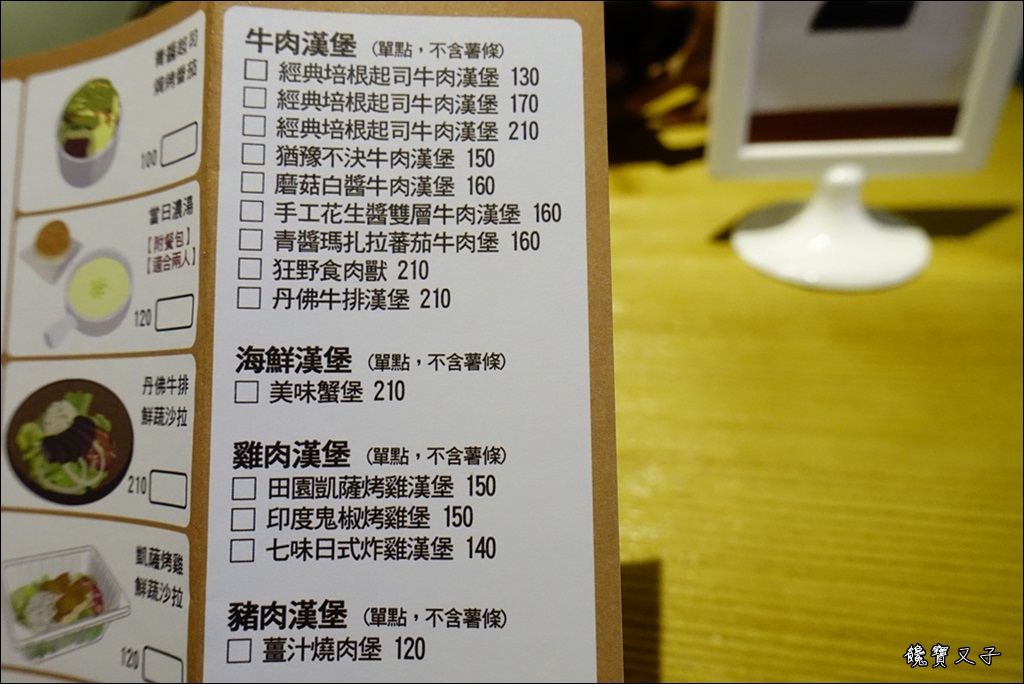 青醬起司
焗烤番茄
100
當日濃湯
【附餐包】
【適合兩人】
120
丹佛牛排
鮮蔬沙拉
210
凱薩烤雞
鮮蔬沙拉
120
牛肉漢堡 (單點，不含薯條)
經典培根起司牛肉漢堡 130
經典培根起司牛肉漢堡 170
經典培根起司牛肉漢堡 210
猶豫不決牛肉漢堡 150
磨菇白醬牛肉漢堡 160
手工花生醬雙層牛肉漢堡 160
青醬瑪扎拉蕃茄牛肉堡 160
狂野食肉獸 210
丹佛牛排漢堡 210
海鮮漢堡 (單點，不含薯條)
美味蟹堡 210
雞肉漢堡 (單點，不含薯條)
田園凱薩烤雞漢堡 150
印度鬼椒烤雞堡 150
七味日式炸雞漢堡 140
豬肉漢堡 (單點，不含薯條)
薑汁燒肉堡 120
饞寶又子